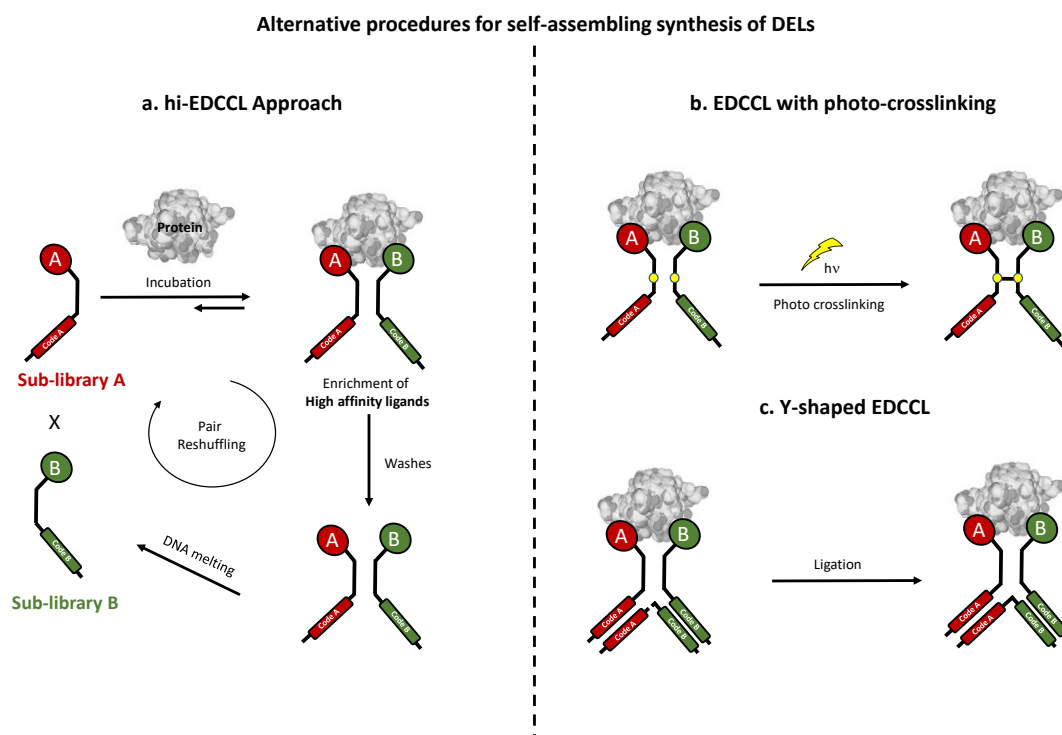 Alternative procedures for self-assembling synthesis of DELs
a. hi-EDCCL Approach
Protein
A
Incubation
A
B
Code A
Code A
Code B
Sub-library A
X
Enrichment of
High affinity ligands
Pair
Reshuffling
B
Washes
Code B
DNA melting
A
B
Sub-library B
Code A
Code B
b. EDCCL with photo-crosslinking
A
B
hν
Photo crosslinking
A
B
Code A
Code B
Code A
Code B
c. Y-shaped EDCCL
A
B
Ligation
A
B
Code A
Code A
Code B
Code B
Code A
Code A
Code B
Code B